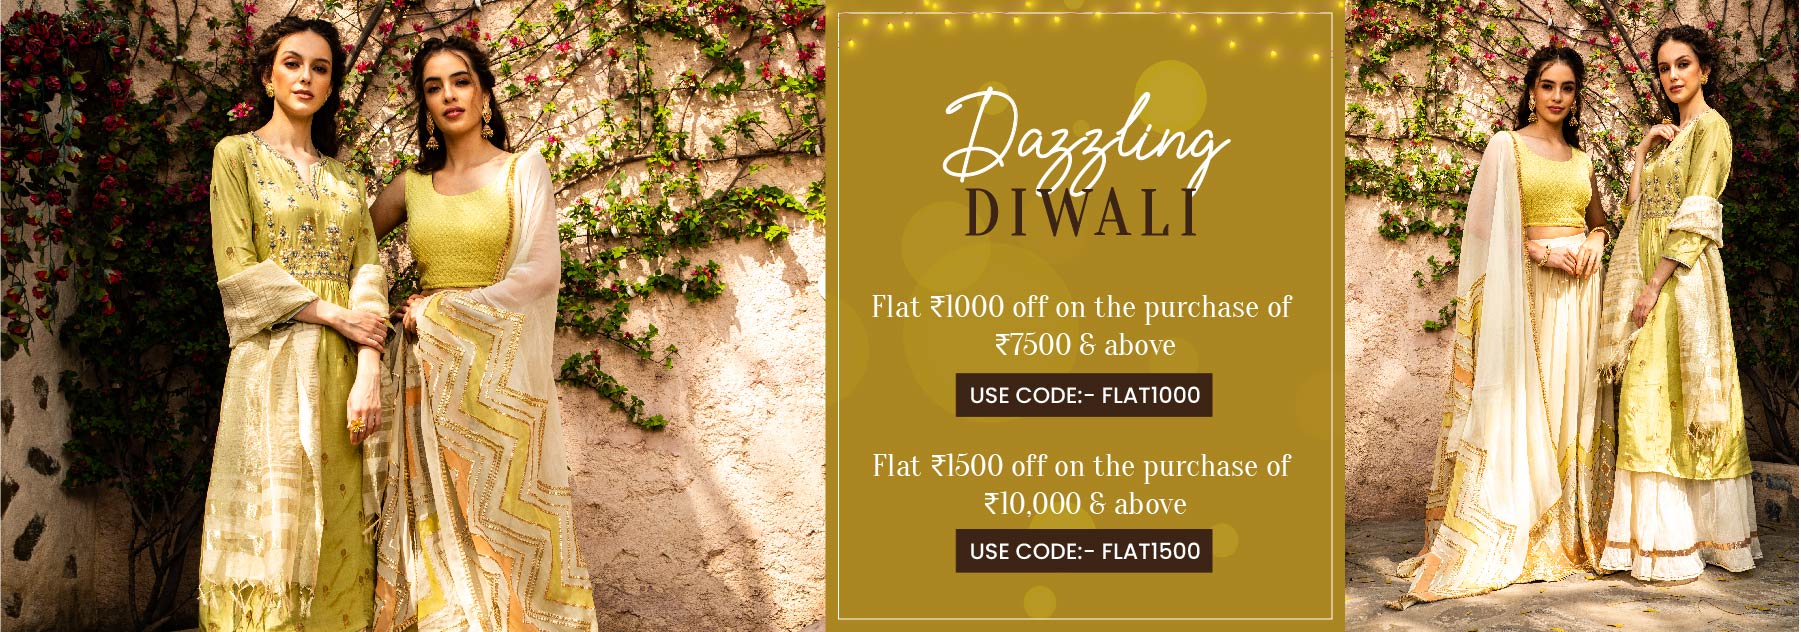 Dazzling
DIWALI
Flat ₹1000 off on the purchase of
₹7500 & above
USE CODE:- FLAT1000
Flat ₹1500 off on the purchase of
₹10,000 & above
USE CODE:- FLAT1500